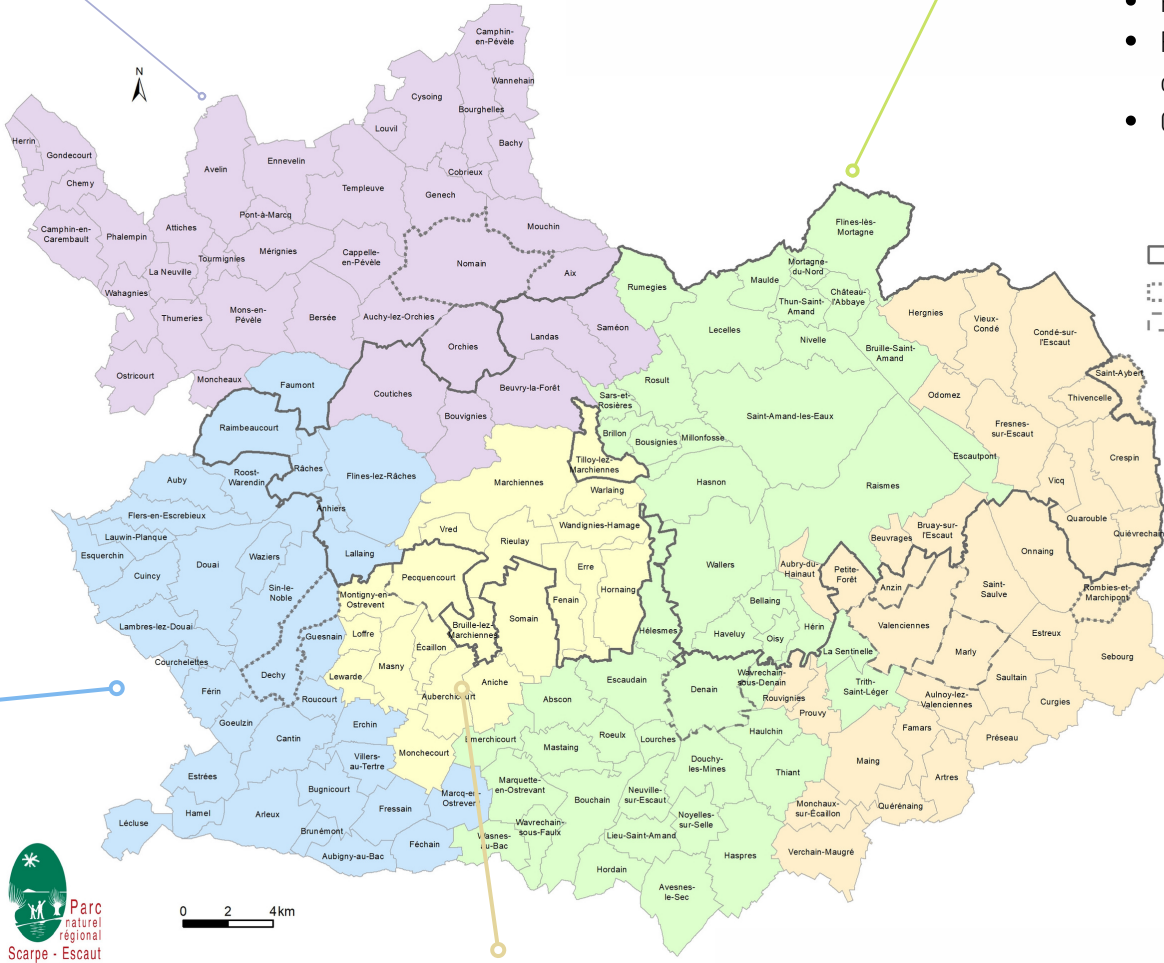 N
Camphin-
en-Pévèle
Wannehain
Cysoing
Bourghelles
Louvil
Bachy
Herrin
Gondecourt
Ennevelin
Avelin
Cobrieux
Chemy
Templeuve
Genech
Pont-à-Marcq
Camphin-en-
Carembault
Phalempin
Attiches
Mouchin
Mérignies
Cappelle-
en-Pévèle
Tourmignies
La Neuville
Nomain
Aix
Wahagnies
Thumeries
Mons-en-
Pévèle
Bersée
Auchy-lez-Orchies
Landas
Saméon
Orchies
Ostricourt
Moncheaux
Coutiches
Beuvry-la-Forêt
Bouvignies
Flines-lès-
Mortagne
Mortagne-
du-Nord
Maulde
Château-
l'Abbaye
Rumegies
Thun-Saint-
Amand
Lecelles
Nivelle
Bruille-Saint-
Amand
Rosult
Sars-et-
Rosières
Saint-Amand-les-Eaux
Brillon
Bousignies
Millonfosse
Escautpont
Hasnon
Raismes
Wallers
Bellaing
Haveluy
Oisy
Hérin
Hélesmes
La Sentinelle
Trith-
Saint-Léger
Escaudain
Denain
Wavrechain-
sous-Denain
Abscon
Haulchin
Roeulx
Lourches
Émerchicourt
Mastaing
Douchy-
les-Mines
Thiant
Marquette-
en-Ostrevant
Bouchain
Neuville-
sur-Escaut
Noyelles-
sur-Selle
Wavrechain-
sous-Faulx
Wasnes-
au-Bac
Lieu-Saint-Amand
Haspres
Hordain
Avesnes-
le-Sec
Hergnies
Vieux-
Condé
Condé-sur-
l'Escaut
Saint-Aybert
Thivencelle
Odomez
Fresnes-
sur-Escaut
Crespin
Vicq
Quarouble
Quiévrechain
Bruay-sur-
l'Escaut
Beuvrages
Onnaing
Aubry-du-
Hainaut
Petite-
Forêt
Anzin
Saint-
Saulve
Rombies-et-
Marchipont
Valenciennes
Estreux
Marly
Sebourg
Saultain
Rouvignies
Prouvy
Aulnoy-lez-
Valenciennes
Curgies
Famars
Préseau
Maing
Artres
Quérénaing
Monchaux-
sur-Écaillon
Verchain-Maugré
Tilloy-lez-
Marchiennes
Marchiennes
Warlaing
Vred
Wandignies-Hamage
Rieulay
Erre
Pecquencourt
Hornaing
Fenain
Montigny-en-
Ostrevent
Somain
Bruille-lez-
Marchiennes
Loffre
Écaillon
Masny
Lewarde
Aniche
Auberchicourt
Monchecourt
Faumont
Raimbeaucourt
Râches
Flines-lez-Râches
Roost-
Warendin
Auby
Anhiers
Flers-en-Escrebieux
Lauwin-Planque
Esquerchin
Waziers
Lallaing
Douai
Cuincy
Sin-le-
Noble
Lambres-lez-Douai
Guesnain
Courchelettes
Dechy
Férin
Roucourt
Goeulzin
Erchin
Cantin
Villers-
au-Tertre
Estrées
Bugnicourt
Marcq-en-
Ostrevent
Fressain
Hamel
Arleux
Lécluse
Brunémont
Féchain
Aubigny-au-Bac
0 2 4km
Parc
naturel
régional
Scarpe - Escaut